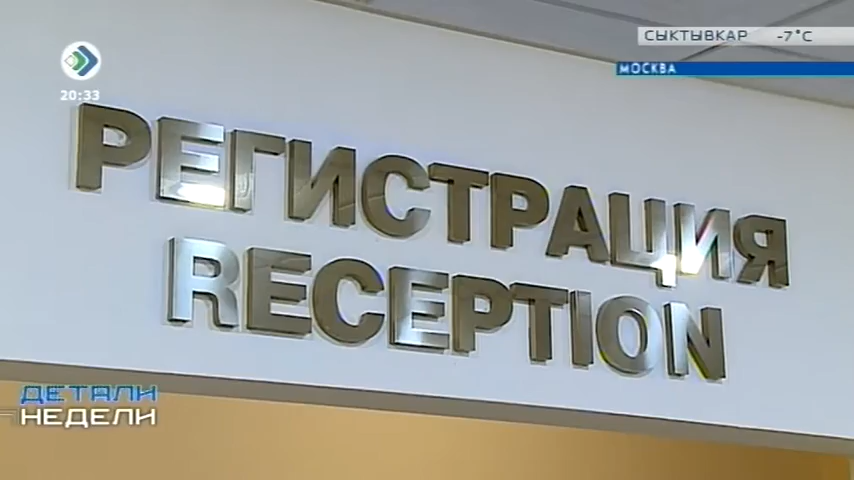 СЫКТЫВКАР -7°C
МОСКВА
20:33
РЕГИСТРАЦИЯ
RECEPTION
ДЕТАЛИ
НЕДЕЛИ